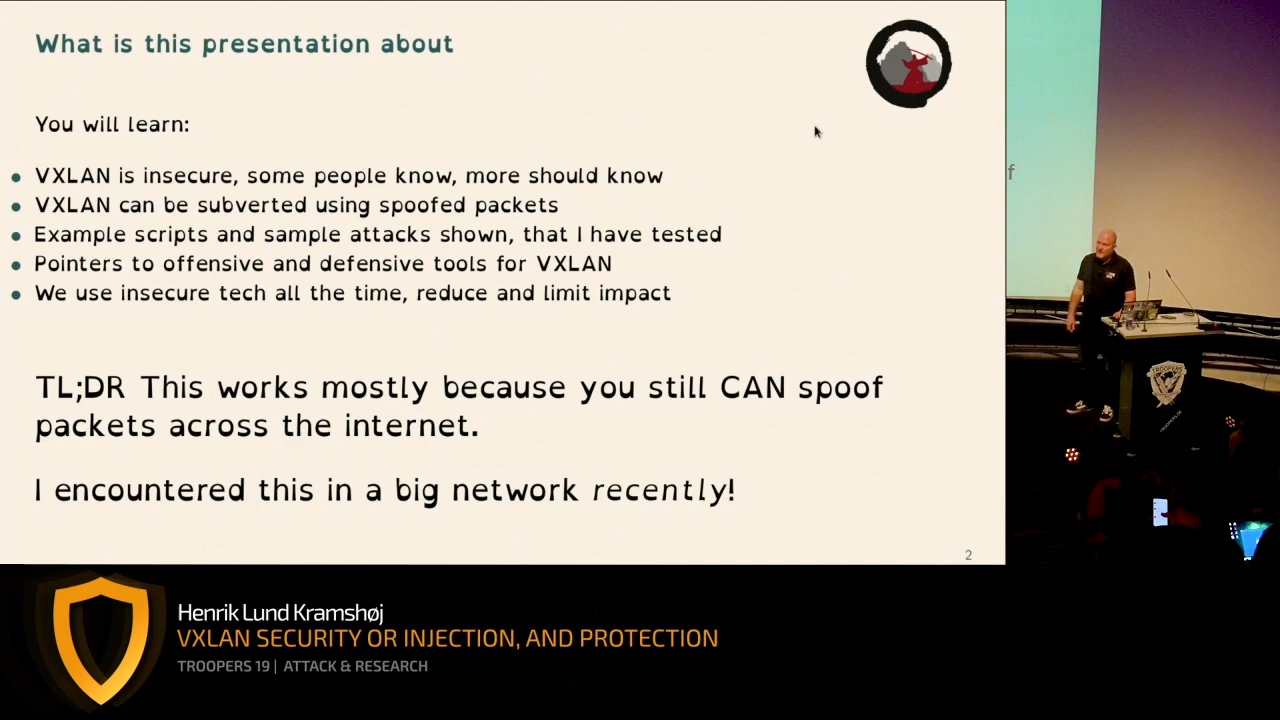 What is this presentation about
You will learn:
VXLAN is insecure, some people know, more should know
VXLAN can be subverted using spoofed packets
Example scripts and sample attacks shown, that I have tested
Pointers to offensive and defensive tools for VXLAN
We use insecure tech all the time, reduce and limit impact
TL;DR This works mostly because you still CAN spoof
packets across the internet.
I encountered this in a big network recently!
2
f
TROOPERS
Henrik Lund Kramshøj
VXLAN SECURITY OR INJECTION, AND PROTECTION
TROOPERS 19 | ATTACK & RESEARCH